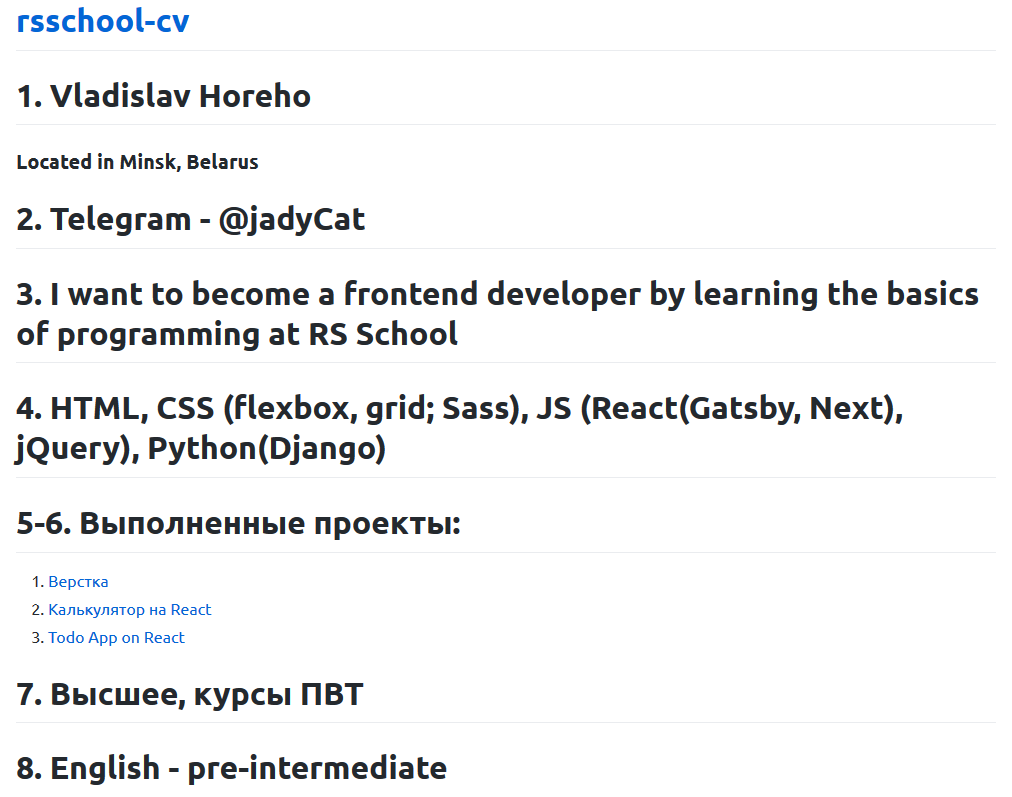 rsschool-cv
1. Vladislav Horeho
Located in Minsk, Belarus
2. Telegram - @jadyCat
3. I want to become a frontend developer by learning the basics
of programming at RS School
4. HTML, CSS (flexbox, grid; Sass), JS (React(Gatsby, Next),
jQuery), Python(Django)
5-6. Выполненные проекты:
1. Верстка
2. Калькулятор на React
3. Todo App on React
7. Высшее, курсы ПВТ
8. English - pre-intermediate